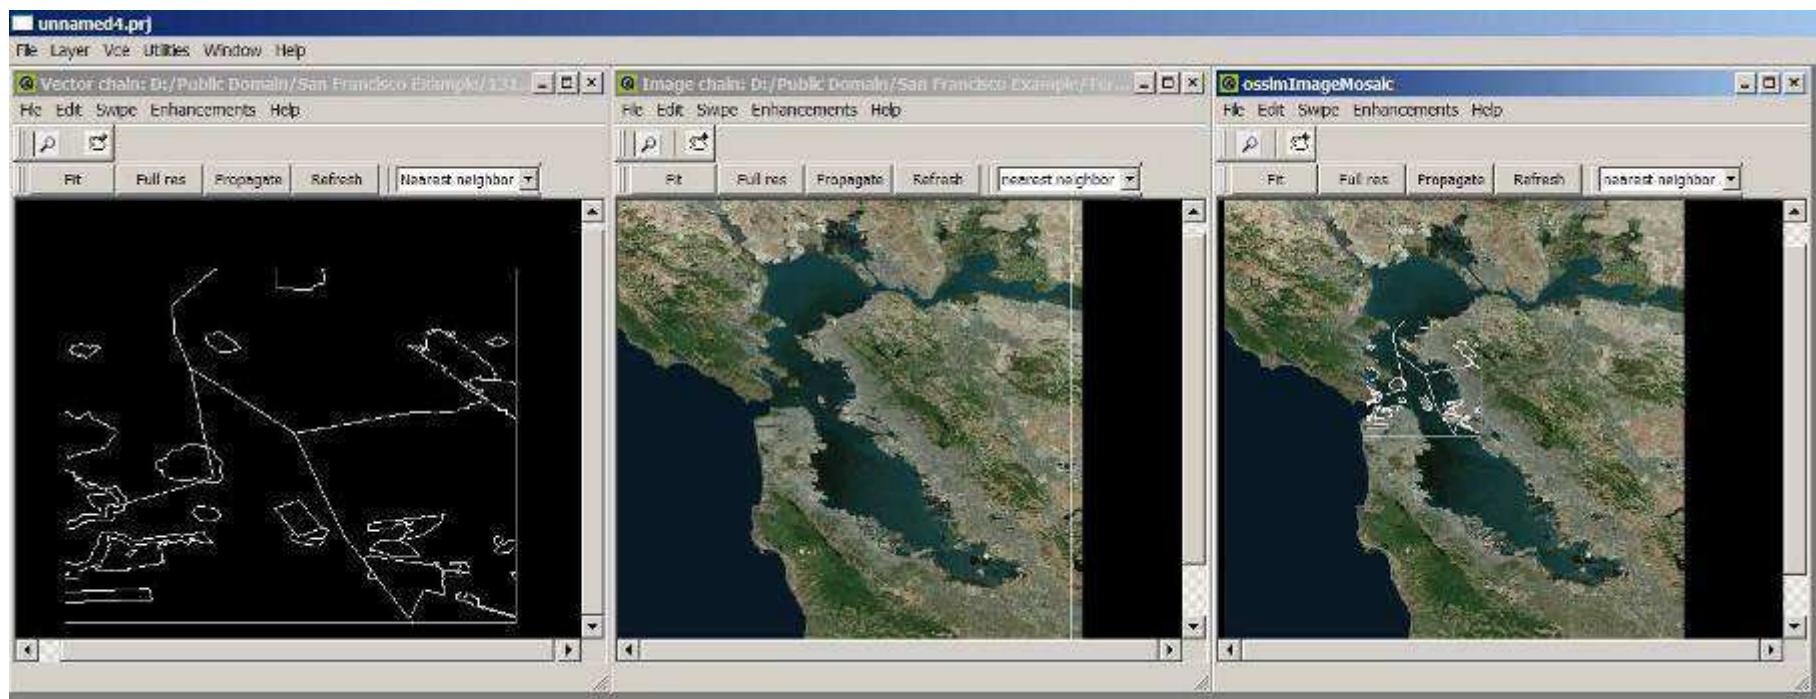 unnamed4.prj
File Layer Vce Utilities Window Help
Vector chain: D:/Public Domain/San Francisco Example/131...
File Edit Swipe Enhancements Help
Fit Full res Propagate Refresh Nearest neighbor
Image chain: D:/Public Domain/San Francisco Example/
File Edit Swipe Enhancements Help
Fit Full res Propagate Refresh nearest neighbor
ossimImageMosaic
File Edit Swipe Enhancements Help
Fit Full res Propagate Refresh nearest neighbor